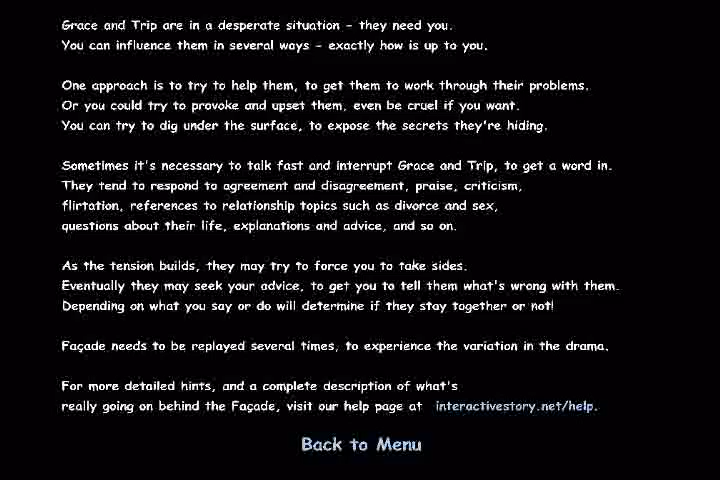 Grace and Trip are in a desperate situation - they need you.
You can influence them in several ways - exactly how is up to you.
One approach is to try to help them, to get them to work through their problems.
Or you could try to provoke and upset them, even be cruel if you want.
You can try to dig under the surface, to expose the secrets they're hiding.
Sometimes it's necessary to talk fast and interrupt Grace and Trip, to get a word in.
They tend to respond to agreement and disagreement, praise, criticism,
flirtation, references to relationship topics such as divorce and sex,
questions about their life, explanations and advice, and so on.
As the tension builds, they may try to force you to take sides.
Eventually they may seek your advice, to get you to tell them what's wrong with them.
Depending on what you say or do will determine if they stay together or not!
Façade needs to be replayed several times, to experience the variation in the drama.
For more detailed hints, and a complete description of what's
really going on behind the Façade, visit our help page at interactivestory.net/help.
Back to Menu